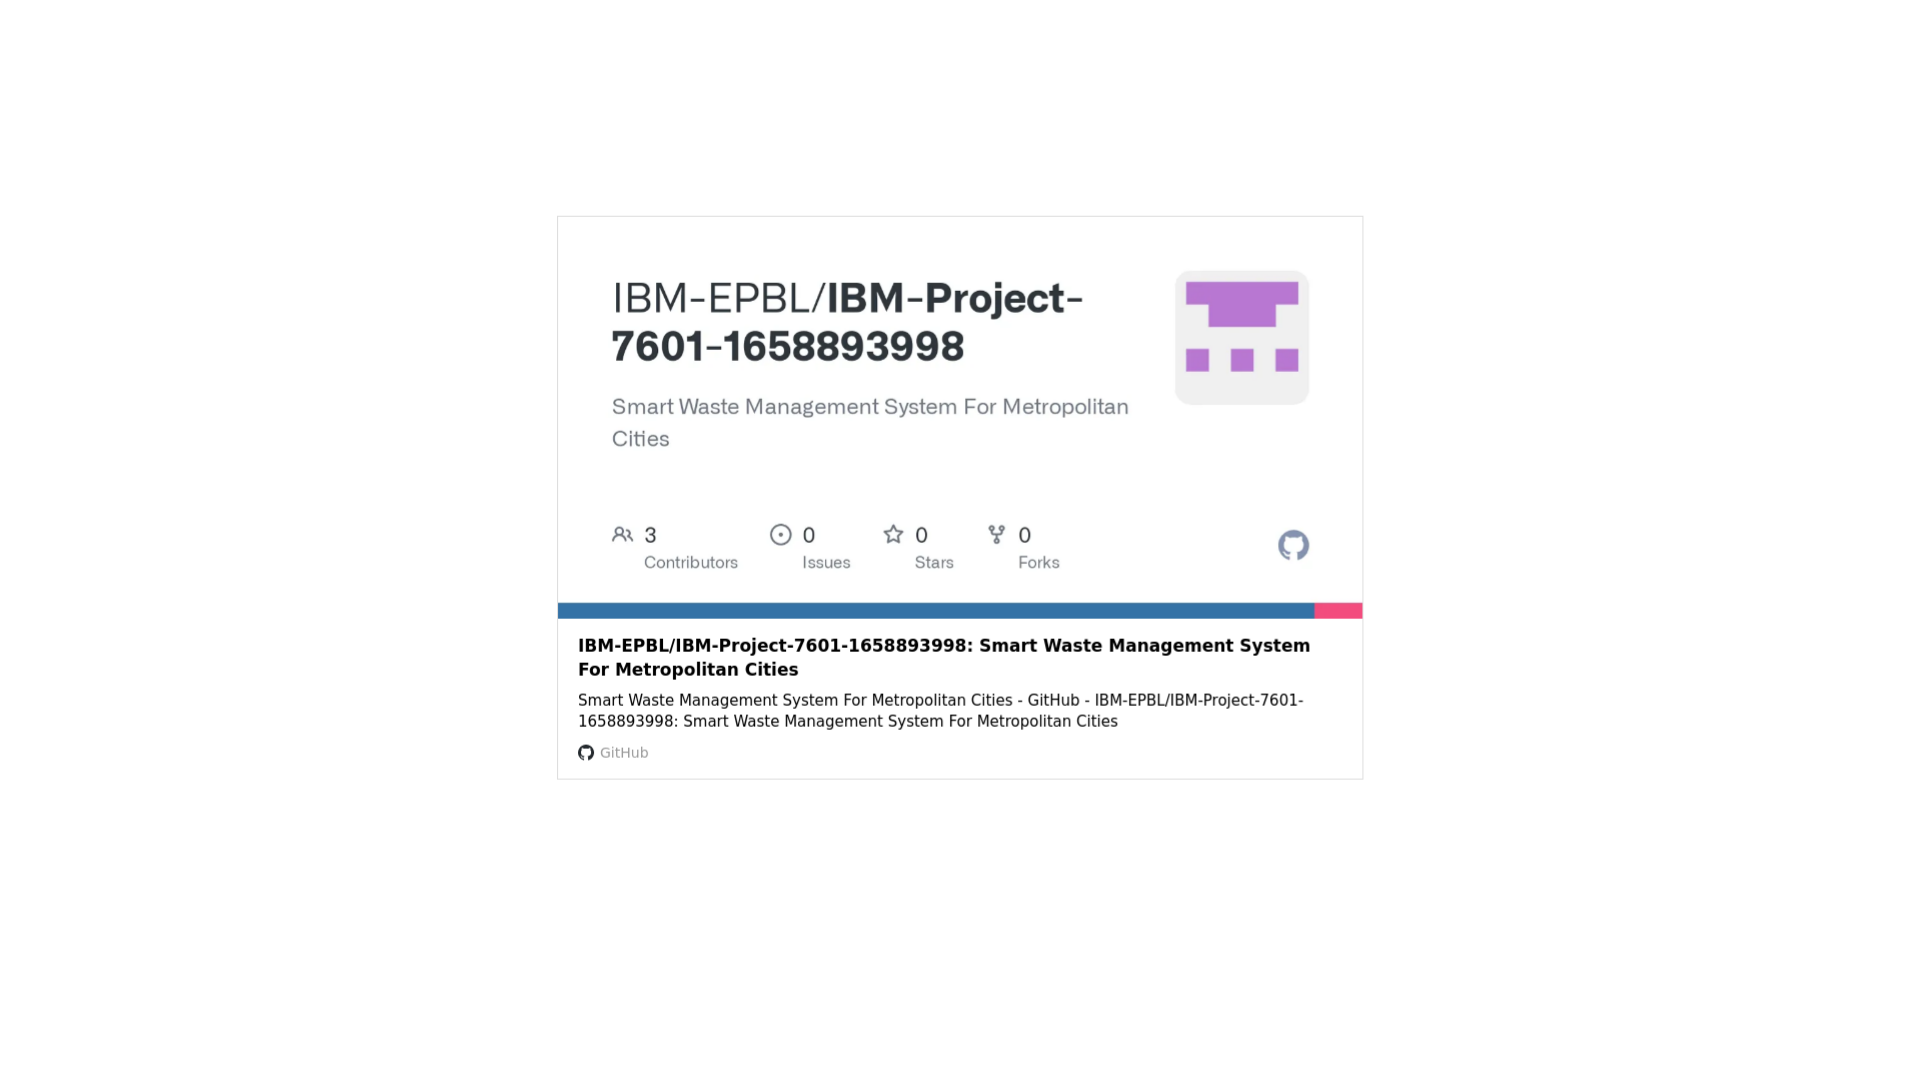 IBM-EPBL/IBM-Project-
7601-1658893998
Smart Waste Management System For Metropolitan
Cities
3 0 0 0
Contributors Issues Stars Forks
IBM-EPBL/IBM-Project-7601-1658893998: Smart Waste Management System
For Metropolitan Cities
Smart Waste Management System For Metropolitan Cities - GitHub - IBM-EPBL/IBM-Project-7601-
1658893998: Smart Waste Management System For Metropolitan Cities
GitHub